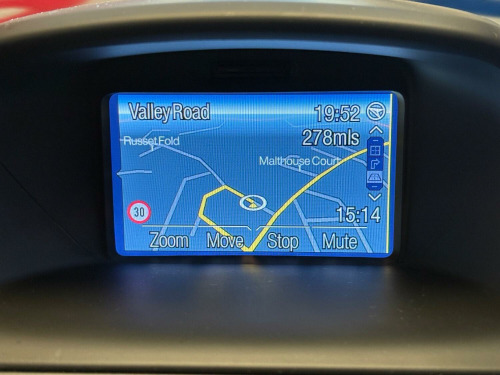 Valley Road 19:52
278mls
Russet Fold
Malthouse Court
30
15:14
Zoom Move Stop Mute